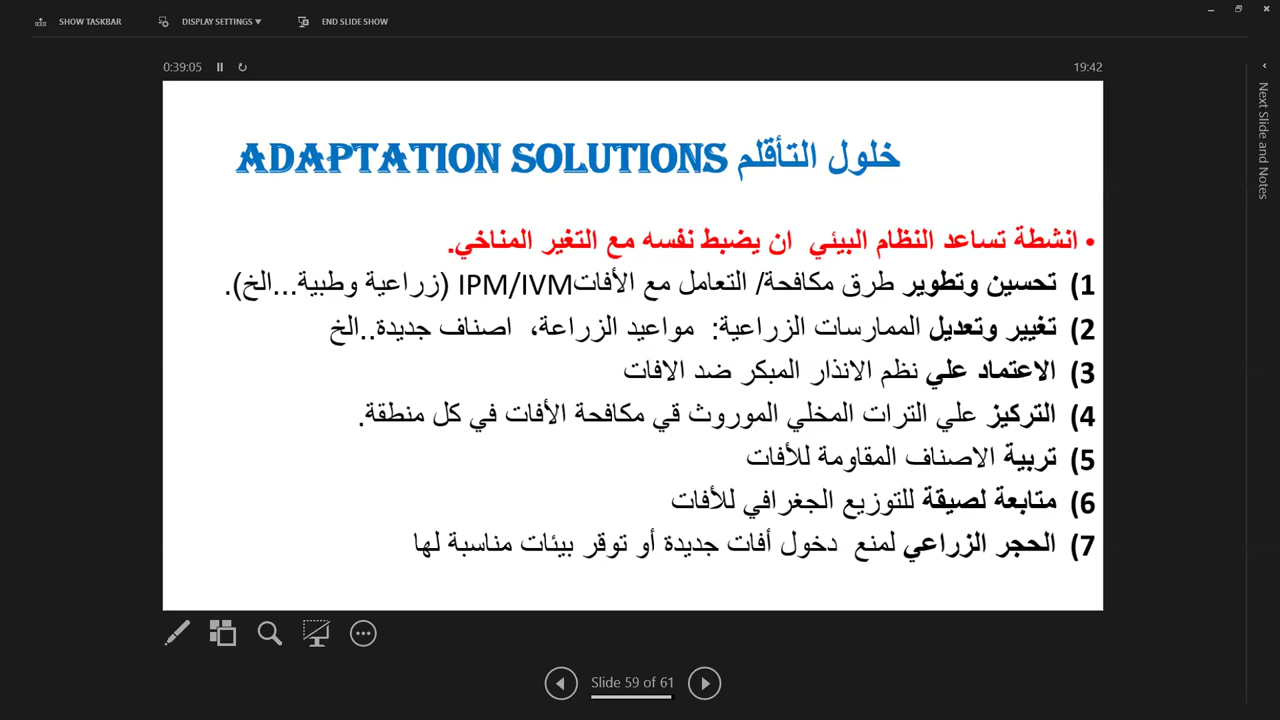 SHOW TASKBAR
DISPLAY SETTINGS
END SLIDE SHOW
0:39:05
19:42
Next Slide and Notes
خلول التأقلم ADAPTATION SOLUTIONS
• انشطة تساعد النظام البيئي ان يضبط نفسه مع التغير المناخي.
1) تحسين وتطوير طرق مكافحة/ التعامل مع الأفات IPM/IVM (زراعية وطبية...الخ).
2) تغيير وتعديل الممارسات الزراعية: مواعيد الزراعة، اصناف جديدة..الخ
3) الاعتماد علي نظم الانذار المبكر ضد الافات
4) التركيز علي الترات المخلي الموروث قي مكافحة الأفات في كل منطقة.
5) تربية الاصناف المقاومة للأفات
6) متابعة لصيقة للتوزيع الجغرافي للأفات
7) الحجر الزراعي لمنع دخول أفات جديدة أو توقر بيئات مناسبة لها
Slide 59 of 61